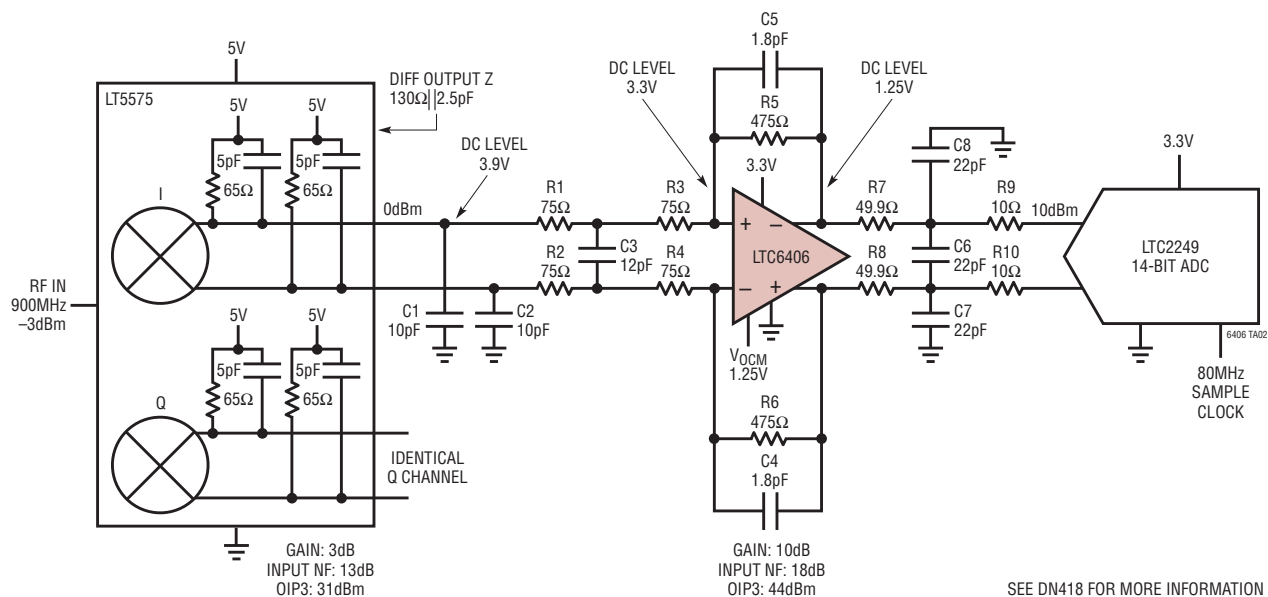 5V
LT5575
5V
5V
5pF
5pF
65Ω
65Ω
I
DIFF OUTPUT Z
130Ω||2.5pF
DC LEVEL
3.9V
0dBm
RF IN
900MHz
–3dBm
C1
10pF
C2
10pF
R1
75Ω
R2
75Ω
C3
12pF
R3
75Ω
R4
75Ω
DC LEVEL
3.3V
C5
1.8pF
R5
475Ω
DC LEVEL
1.25V
3.3V
+ –
LTC6406
– +
VOCM
1.25V
R6
475Ω
C4
1.8pF
R7
49.9Ω
R8
49.9Ω
C8
22pF
C6
22pF
C7
22pF
R9
10Ω
R10
10Ω
10dBm
3.3V
LTC2249
14-BIT ADC
6406 TA02
80MHz
SAMPLE
CLOCK
5V
5V
5pF
5pF
65Ω
65Ω
Q
IDENTICAL
Q CHANNEL
GAIN: 3dB
INPUT NF: 13dB
OIP3: 31dBm
GAIN: 10dB
INPUT NF: 18dB
OIP3: 44dBm
SEE DN418 FOR MORE INFORMATION